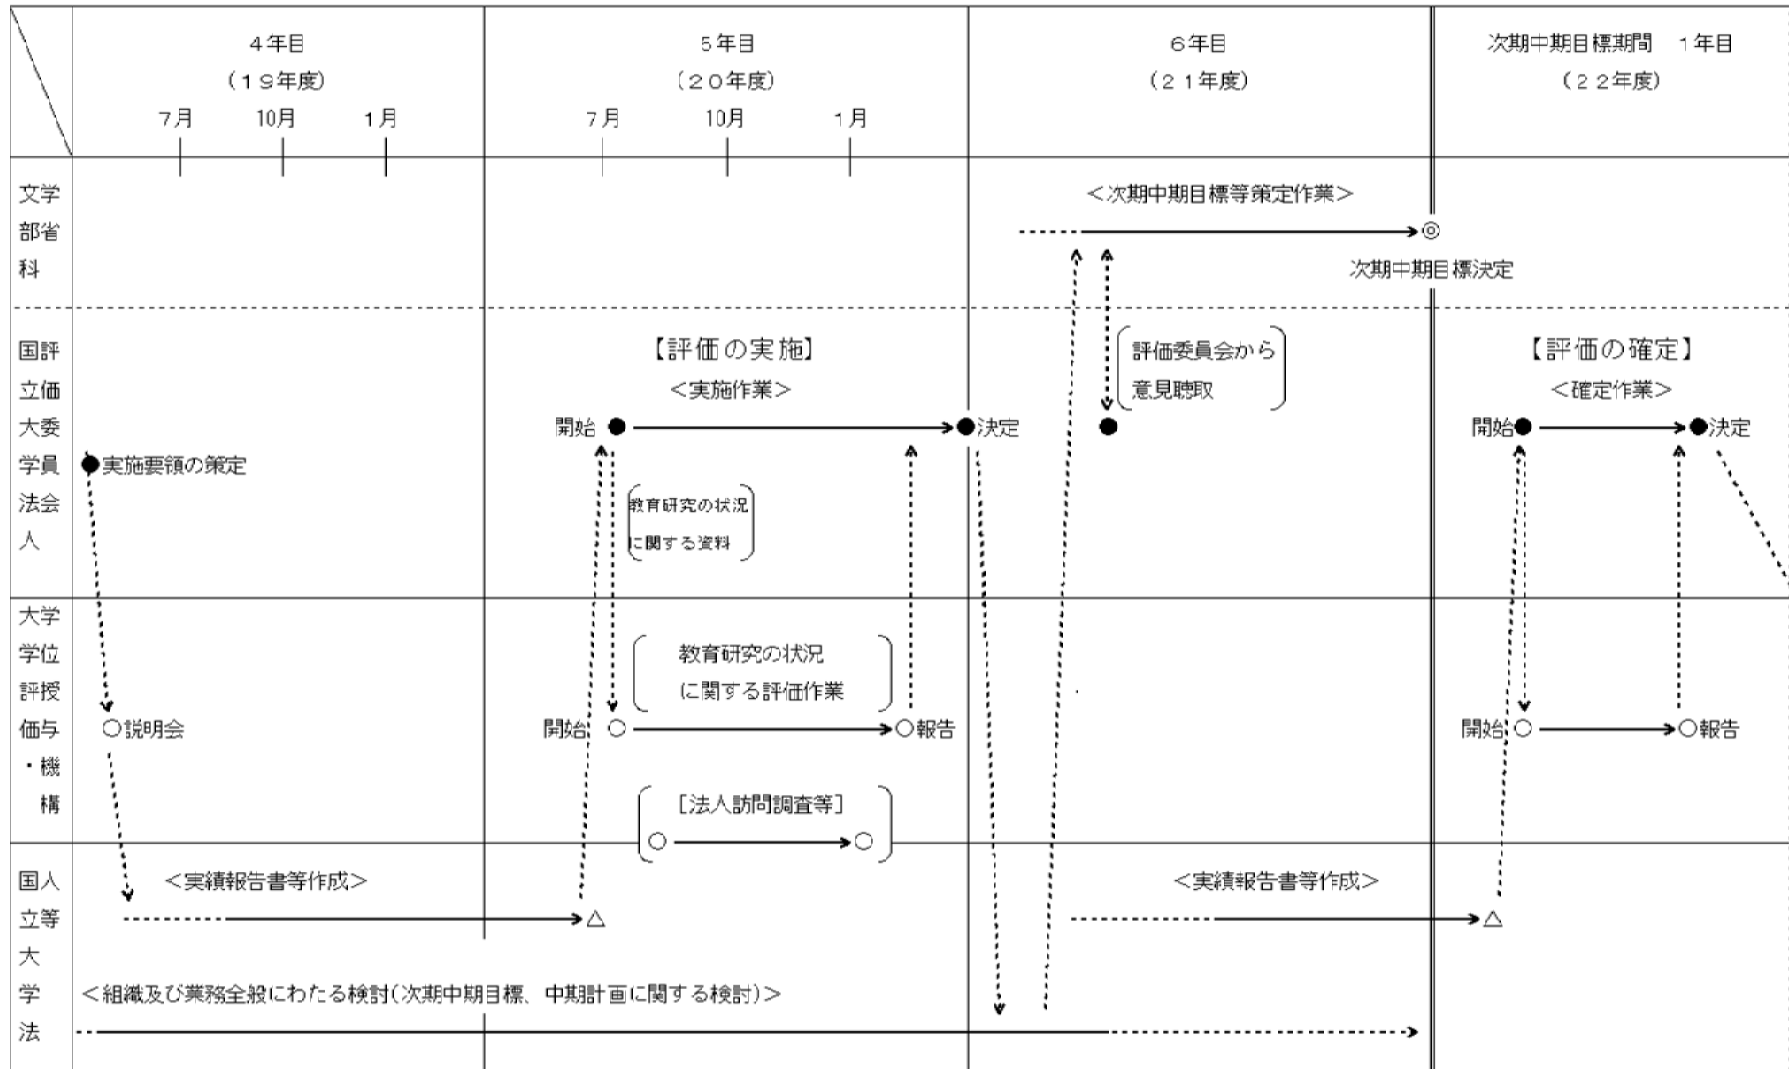 4年目
(19年度)
7月 10月 1月
5年目
(20年度)
7月 10月 1月
6年目
(21年度)
次期中期目標期間 1年目
(22年度)
文学
部省
科
<次期中期目標等策定作業>
◎
次期中期目標決定
国評
立価
大委
学員
法会
人
●実施要領の策定
【評価の実施】
<実施作業>
開始 ● ●決定
教育研究の状況
に関する資料
評価委員会から
意見聴取
●
【評価の確定】
<確定作業>
開始● ●決定
大学
学位
評授
価与
・機
構
○説明会
教育研究の状況
に関する評価作業
開始 ○ ○報告
[法人訪問調査等]
○ ○
開始 ○ ○報告
国人
立等
大
学
法
<実績報告書等作成>
△
<実績報告書等作成>
△
<組織及び業務全般にわたる検討(次期中期目標、中期計画に関する検討)>